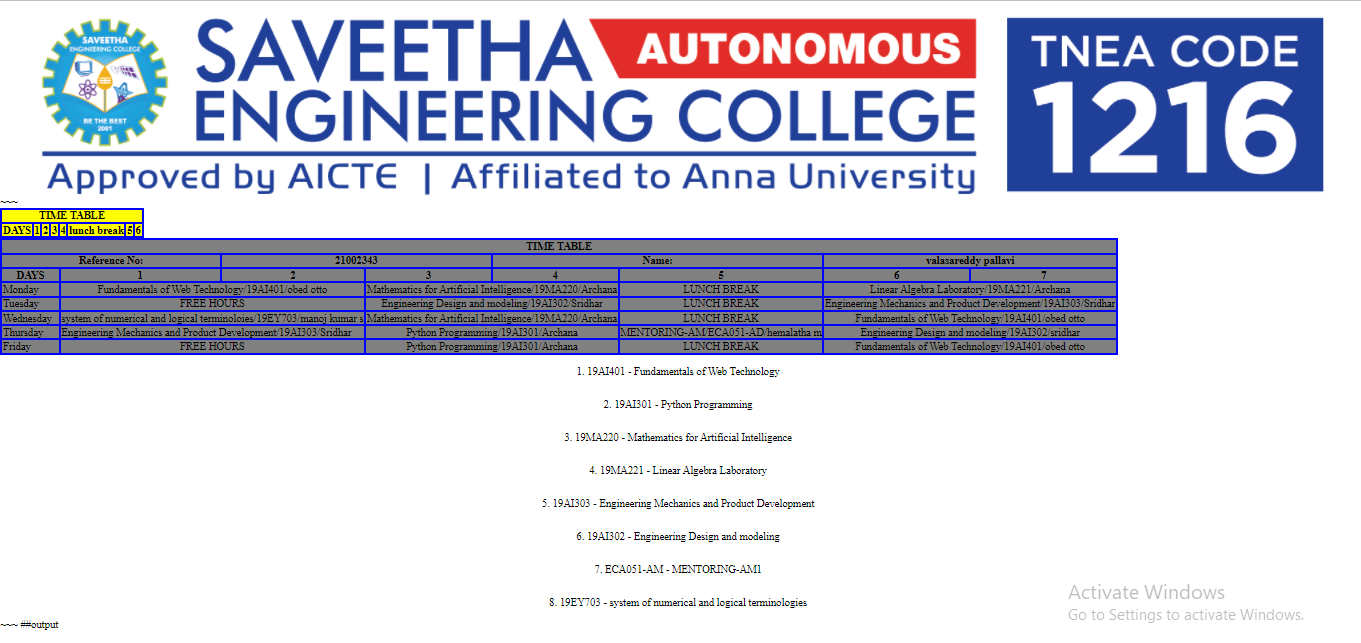 SAVEETHA
ENGINEERING COLLEGE
BE THE BEST
2001
SAVEETHA AUTONOMOUS
ENGINEERING COLLEGE
Approved by AICTE | Affiliated to Anna University
TNEA CODE
1216
~~~
TIME TABLE
DAYS 1 2 3 4 lunch break 5 6
TIME TABLE
Reference No: 21002343 Name: valasareddy pallavi
DAYS 1 2 3 4 5 6 7
Monday Fundamentals of Web Technology/19AI401/obed otto Mathematics for Artificial Intelligence/19MA220/Archana LUNCH BREAK Linear Algebra Laboratory/19MA221/Archana
Tuesday FREE HOURS Engineering Design and modeling/19AI302/Sridhar LUNCH BREAK Engineering Mechanics and Product Development/19AI303/Sridhar
Wednesday system of numerical and logical terminoloies/19EY703/manoj kumar s Mathematics for Artificial Intelligence/19MA220/Archana LUNCH BREAK Fundamentals of Web Technology/19AI401/obed otto
Thursday Engineering Mechanics and Product Development/19AI303/Sridhar Python Programming/19AI301/Archana MENTORING-AM/ECA051-AD/hemalatha m Engineering Design and modeling/19AI302/sridhar
Friday FREE HOURS Python Programming/19AI301/Archana LUNCH BREAK Fundamentals of Web Technology/19AI401/obed otto
1. 19AI401 - Fundamentals of Web Technology
2. 19AI301 - Python Programming
3. 19MA220 - Mathematics for Artificial Intelligence
4. 19MA221 - Linear Algebra Laboratory
5. 19AI303 - Engineering Mechanics and Product Development
6. 19AI302 - Engineering Design and modeling
7. ECA051-AM - MENTORING-AM1
8. 19EY703 - system of numerical and logical terminologies
Activate Windows
Go to Settings to activate Windows.
~~~ ##output